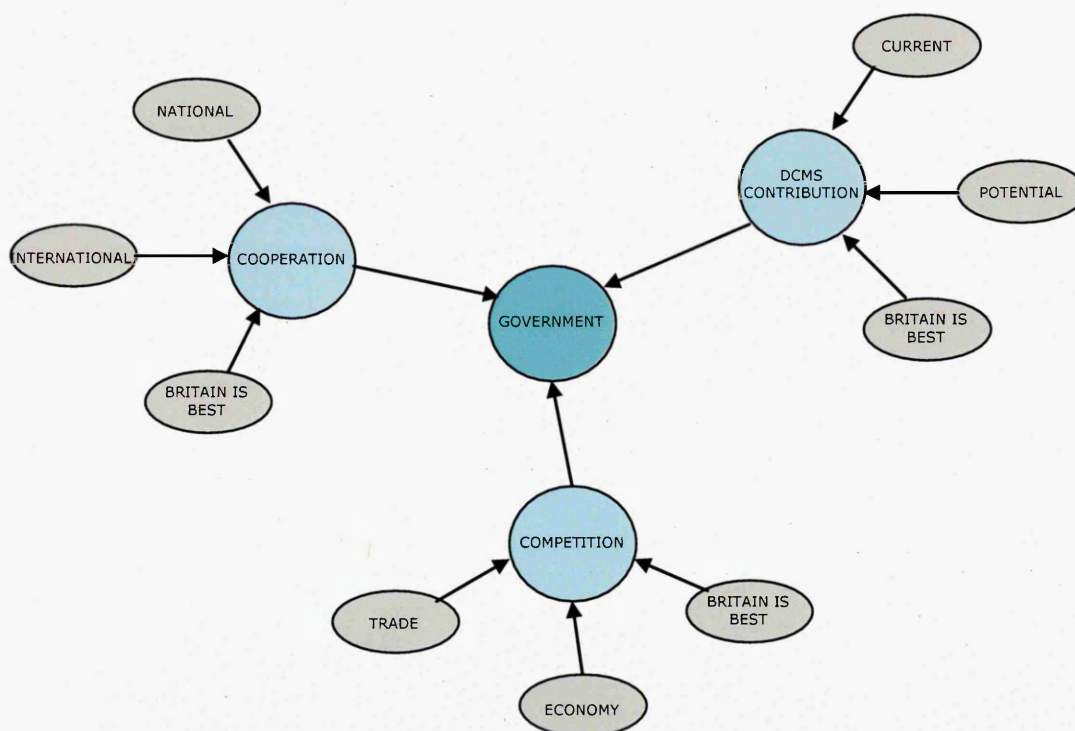 CURRENT
NATIONAL
DCMS
CONTRIBUTION
POTENTIAL
INTERNATIONAL
COOPERATION
GOVERNMENT
BRITAIN IS
BEST
BRITAIN IS
BEST
COMPETITION
TRADE
BRITAIN IS
BEST
ECONOMY